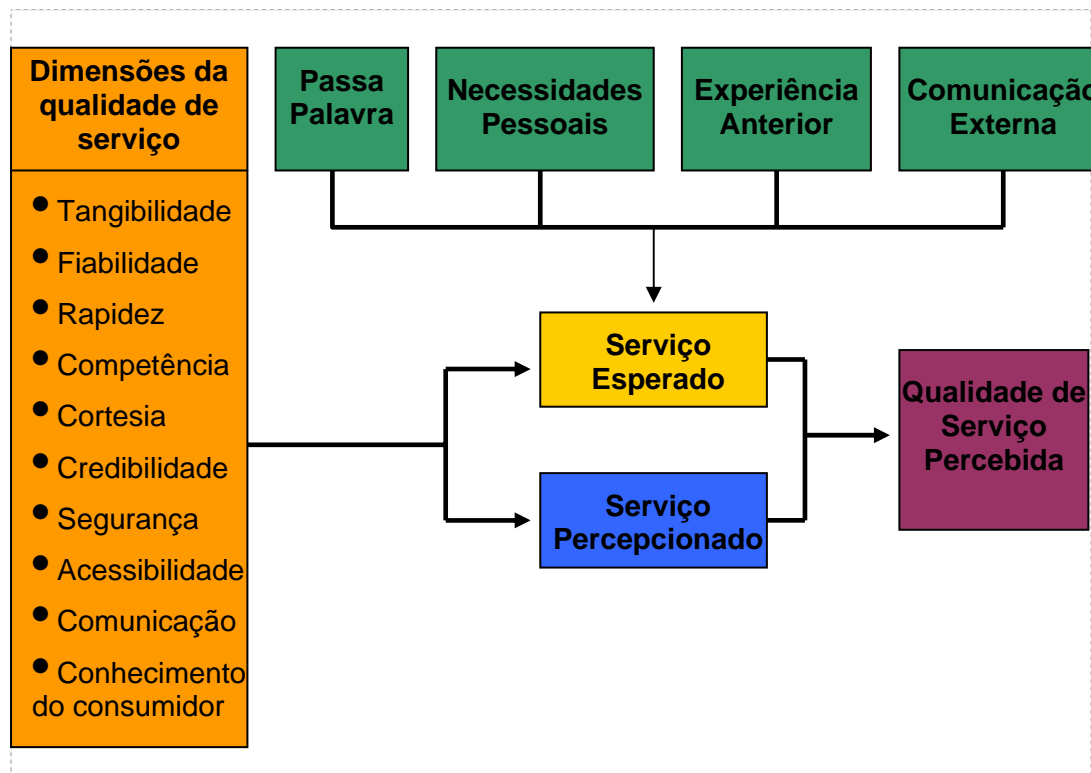 Dimensões da
qualidade de
serviço
• Tangibilidade
• Fiabilidade
• Rapidez
• Competência
• Cortesia
• Credibilidade
• Segurança
• Acessibilidade
• Comunicação
• Conhecimento
do consumidor
Passa
Palavra
Necessidades
Pessoais
Experiência
Anterior
Comunicação
Externa
Serviço
Esperado
Serviço
Percepcionado
Qualidade de
Serviço
Percebida